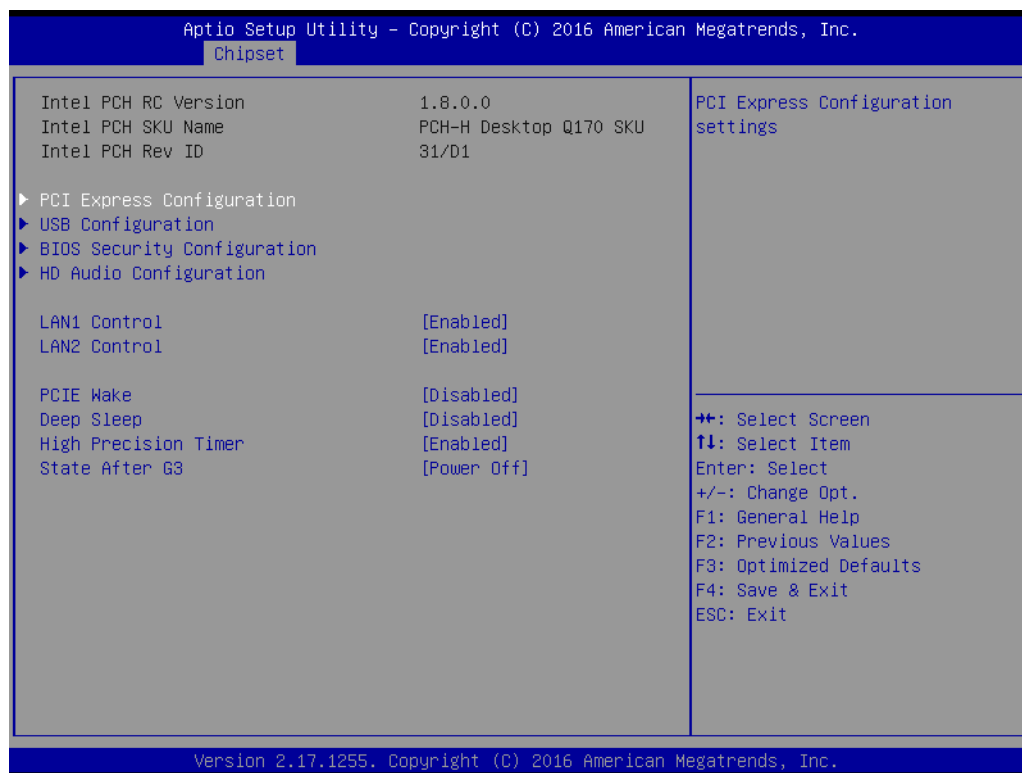 Aptio Setup Utility – Copyright (C) 2016 American Megatrends, Inc.
Chipset
Intel PCH RC Version 1.8.0.0
Intel PCH SKU Name PCH-H Desktop Q170 SKU
Intel PCH Rev ID 31/D1
▶ PCI Express Configuration
▶ USB Configuration
▶ BIOS Security Configuration
▶ HD Audio Configuration
LAN1 Control [Enabled]
LAN2 Control [Enabled]
PCIE Wake [Disabled]
Deep Sleep [Disabled]
High Precision Timer [Enabled]
State After G3 [Power Off]
PCI Express Configuration
settings
→←: Select Screen
↑↓: Select Item
Enter: Select
+/-: Change Opt.
F1: General Help
F2: Previous Values
F3: Optimized Defaults
F4: Save & Exit
ESC: Exit
Version 2.17.1255. Copyright (C) 2016 American Megatrends, Inc.